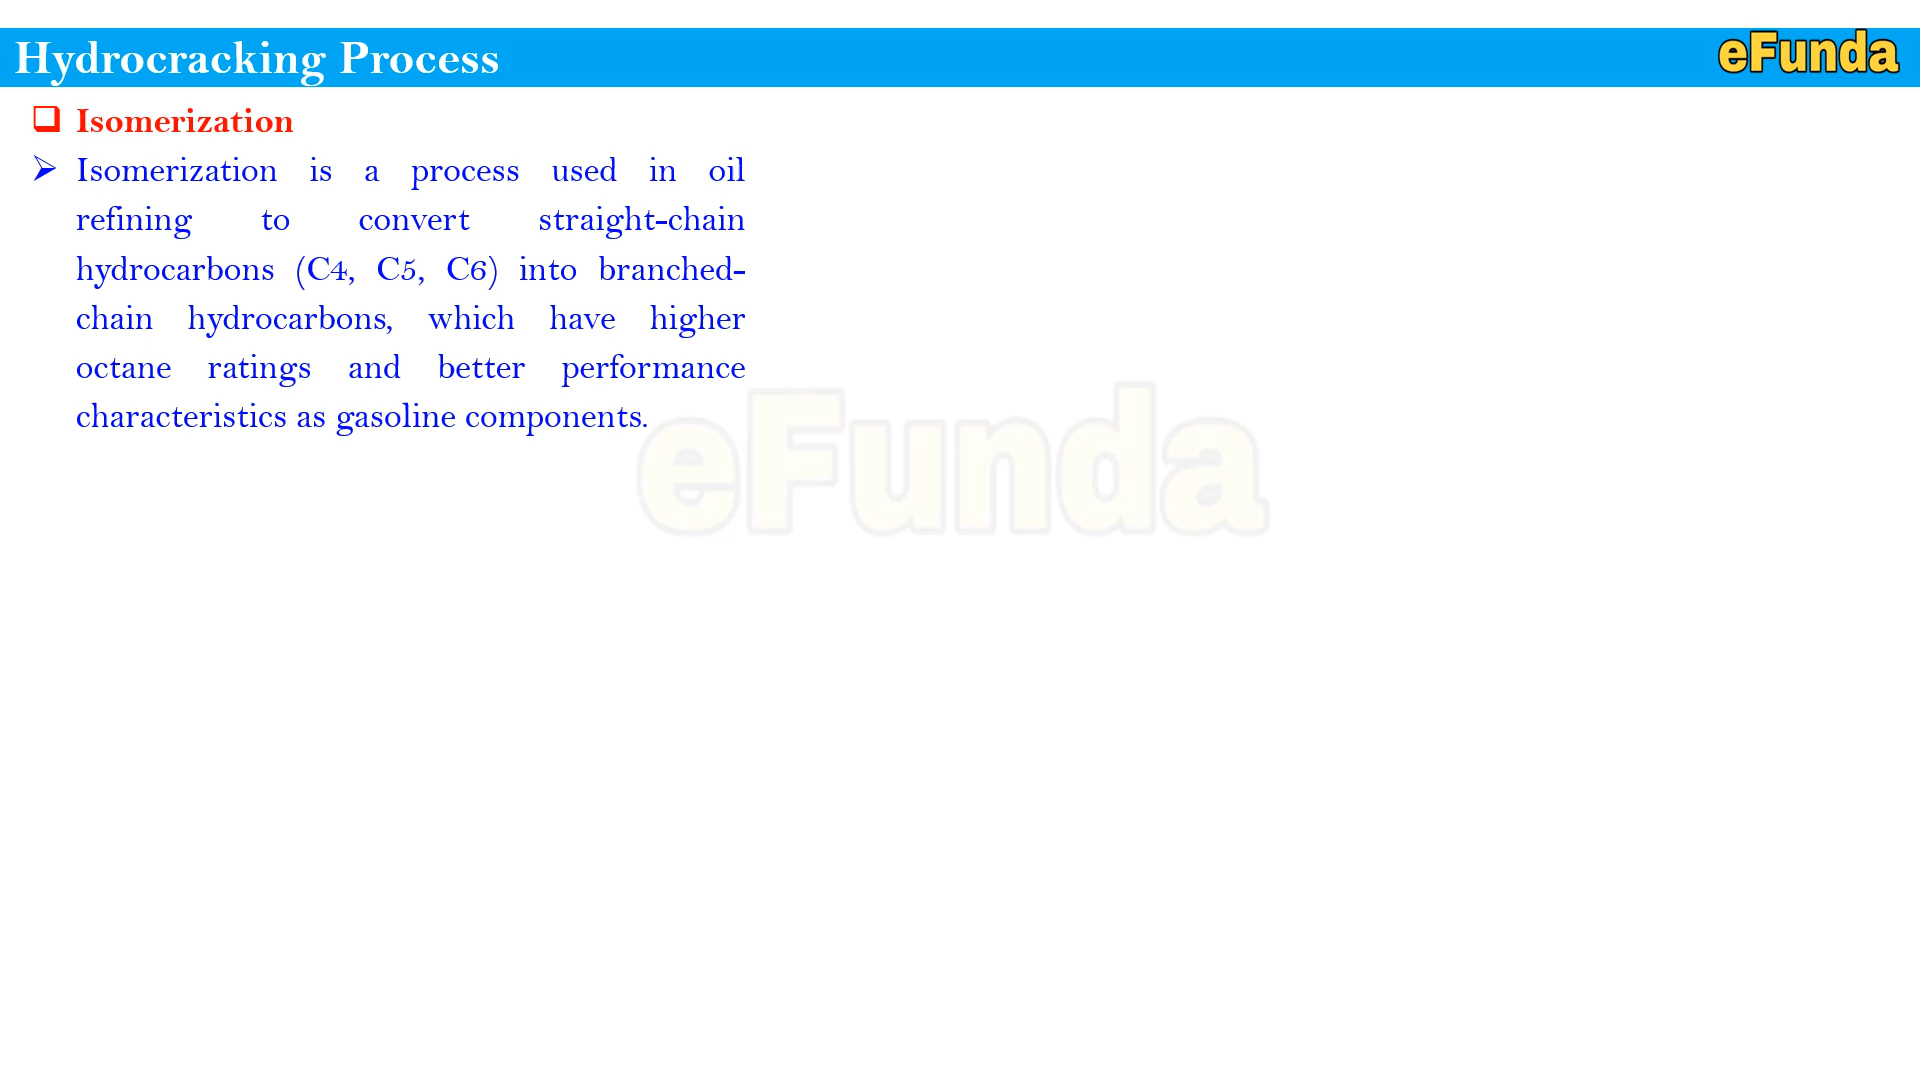 Hydrocracking Process
eFunda
Isomerization
Isomerization is a process used in oil
refining to convert straight-chain
hydrocarbons (C4, C5, C6) into branched-
chain hydrocarbons, which have higher
octane ratings and better performance
characteristics as gasoline components.
eFunda